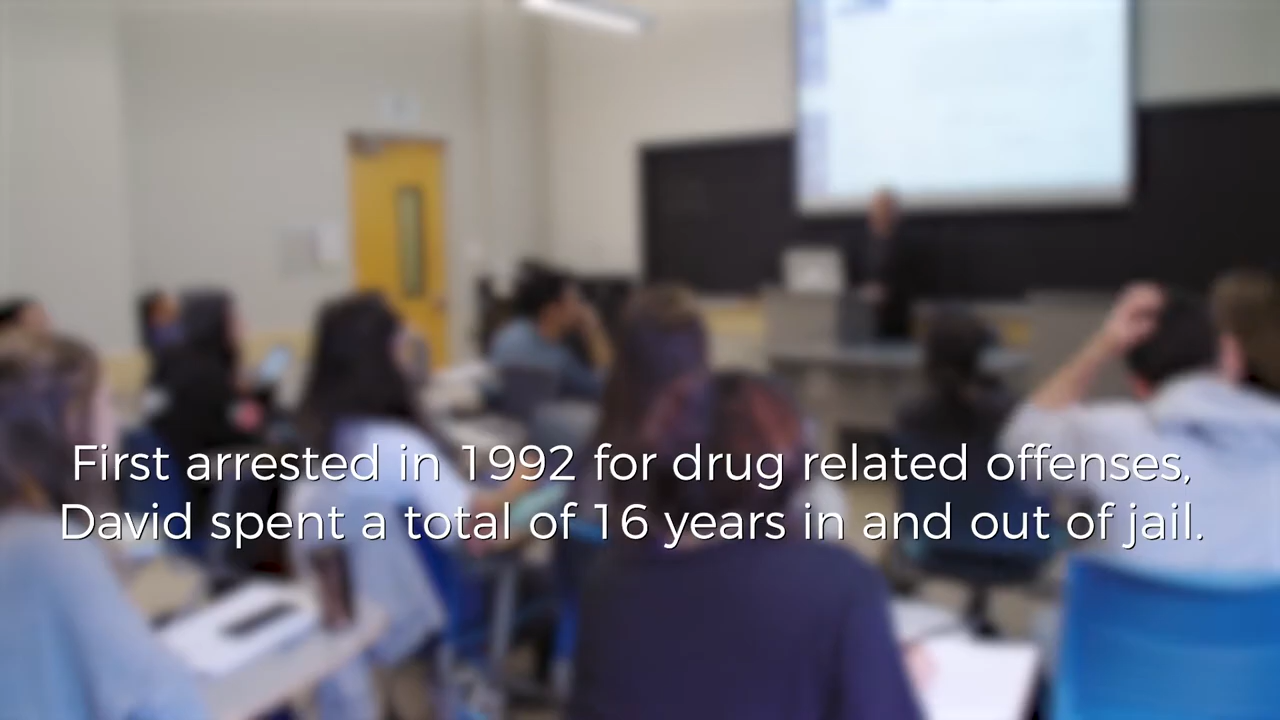 First arrested in 1992 for drug related offenses,
David spent a total of 16 years in and out of jail.